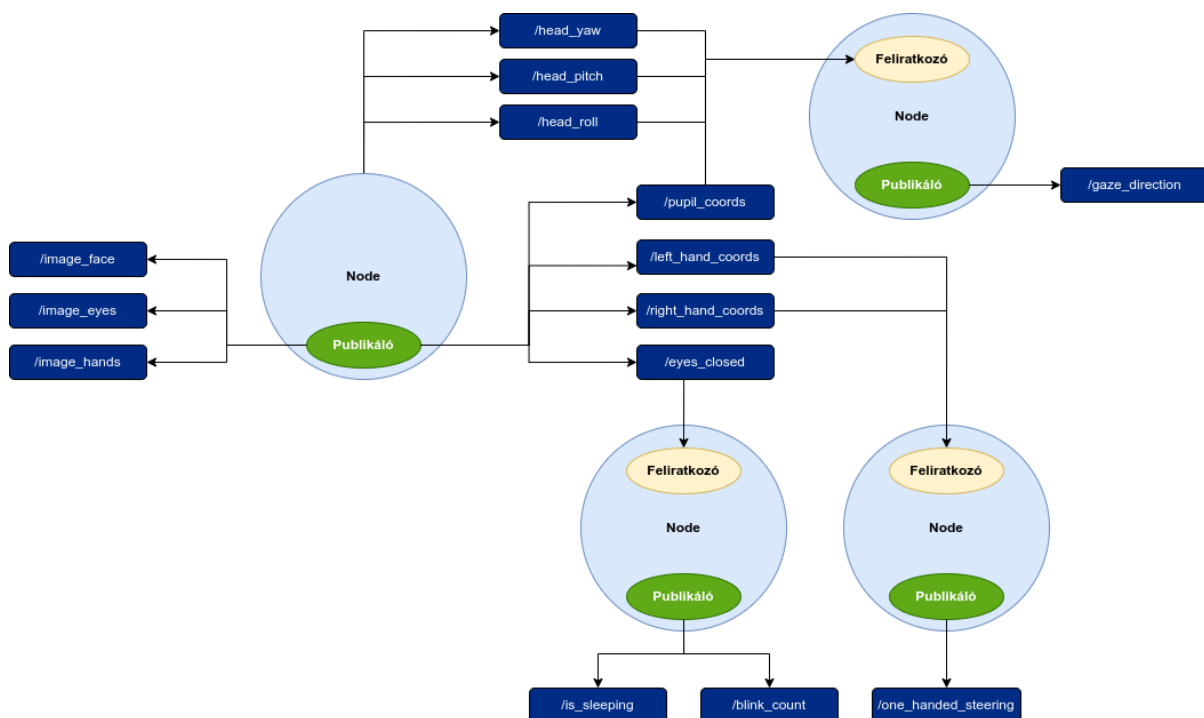 /head_yaw
/head_pitch
/head_roll
Feliratkozó
Node
Publikáló
/gaze_direction
/pupil_coords
/left_hand_coords
/right_hand_coords
/eyes_closed
/image_face
/image_eyes
/image_hands
Node
Publikáló
Feliratkozó
Node
Publikáló
Feliratkozó
Node
Publikáló
/is_sleeping
/blink_count
/one_handed_steering